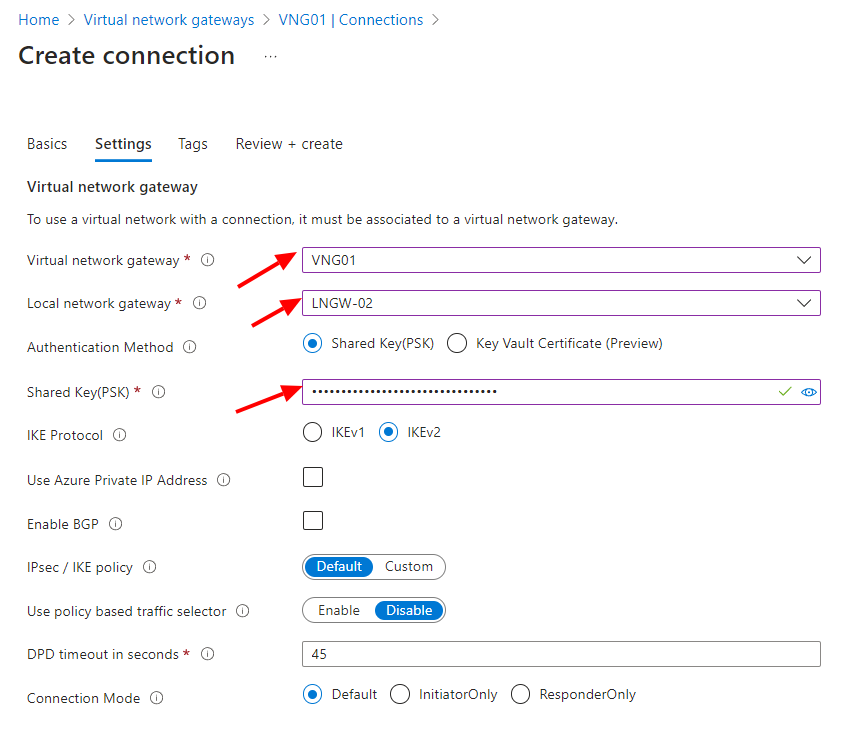 Home > Virtual network gateways > VNG01 | Connections >
Create connection ...
Basics Settings Tags Review + create
Virtual network gateway
To use a virtual network with a connection, it must be associated to a virtual network gateway.
Virtual network gateway * VNG01
Local network gateway * LNGW-02
Authentication Method Shared Key(PSK) Key Vault Certificate (Preview)
Shared Key(PSK) * ••••••••••••••••••••••••••••••••
IKE Protocol IKEv1 IKEv2
Use Azure Private IP Address
Enable BGP
IPsec / IKE policy Default Custom
Use policy based traffic selector Enable Disable
DPD timeout in seconds * 45
Connection Mode Default InitiatorOnly ResponderOnly